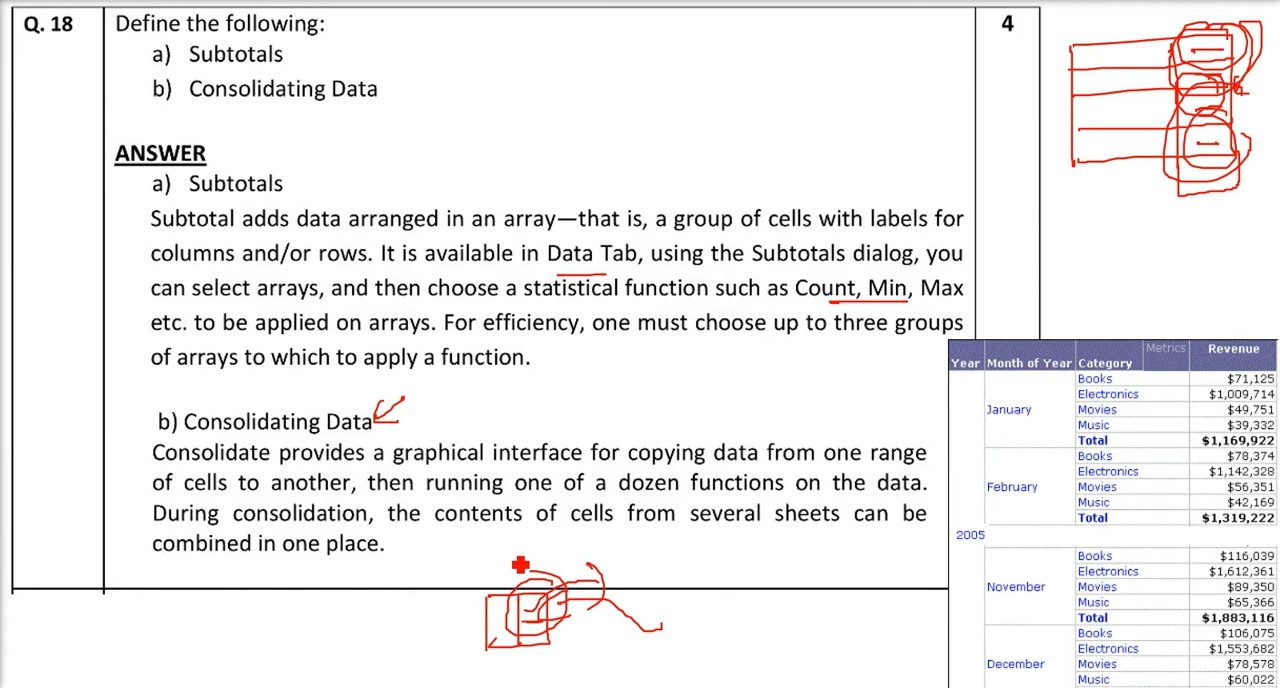 Q. 18
Define the following:
a) Subtotals
b) Consolidating Data
4
ANSWER
a) Subtotals
Subtotal adds data arranged in an array—that is, a group of cells with labels for
columns and/or rows. It is available in Data Tab, using the Subtotals dialog, you
can select arrays, and then choose a statistical function such as Count, Min, Max
etc. to be applied on arrays. For efficiency, one must choose up to three groups
of arrays to which to apply a function.
b) Consolidating Data
Consolidate provides a graphical interface for copying data from one range
of cells to another, then running one of a dozen functions on the data.
During consolidation, the contents of cells from several sheets can be
combined in one place.
Metrics Revenue
Year Month of Year Category
Books $71,125
Electronics $1,009,714
January Movies $49,751
Music $39,332
Total $1,169,922
Books $78,374
Electronics $1,142,328
February Movies $56,351
Music $42,169
Total $1,319,222
2005
Books $116,039
Electronics $1,612,361
November Movies $89,350
Music $65,366
Total $1,883,116
Books $106,075
Electronics $1,553,682
December Movies $78,578
Music $60,022